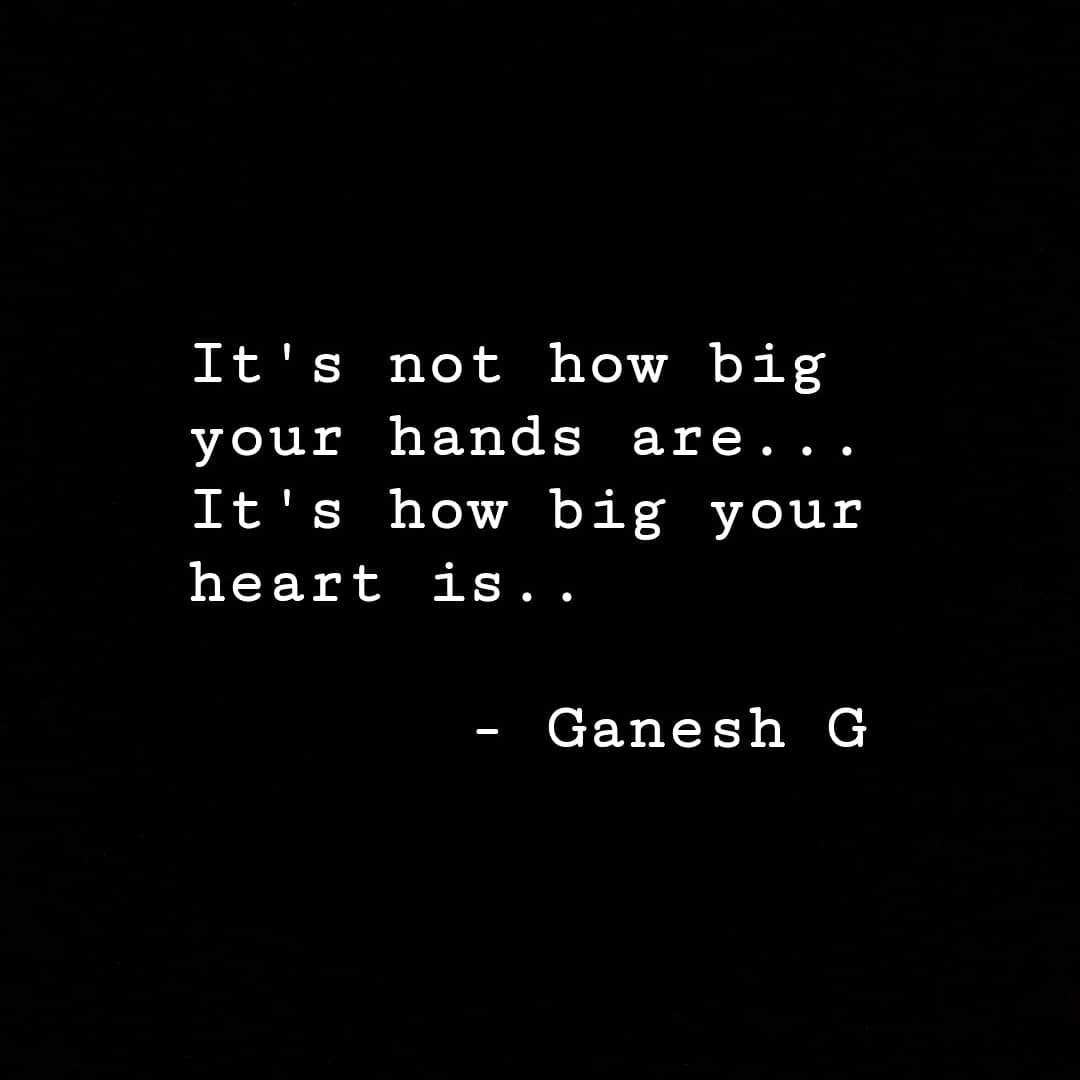 It's not how big
your hands are...
It's how big your
heart is..
- Ganesh G